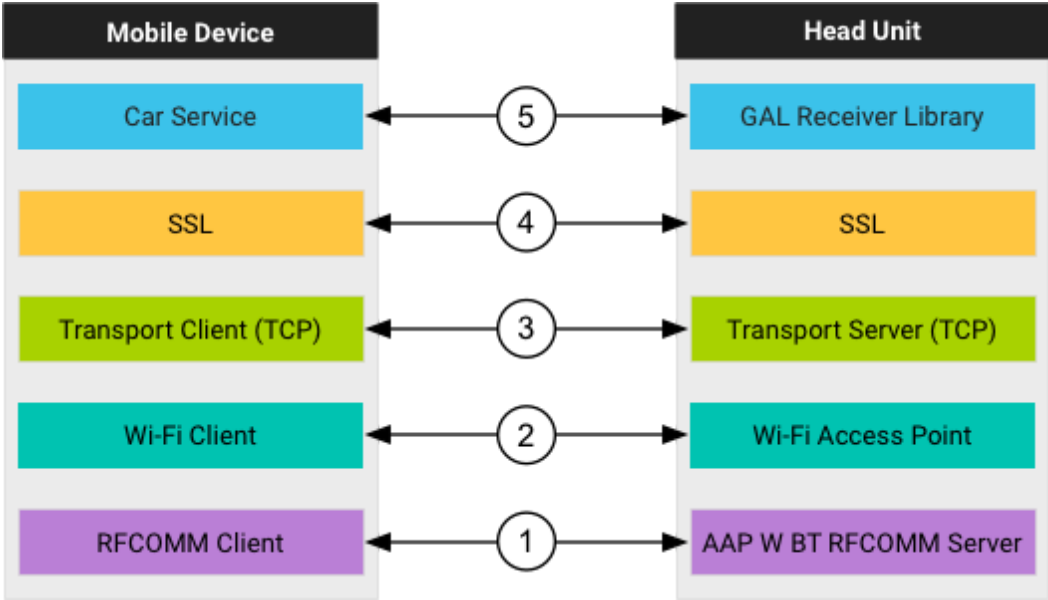 Mobile Device
Head Unit
Car Service
5
GAL Receiver Library
SSL
4
SSL
Transport Client (TCP)
3
Transport Server (TCP)
Wi-Fi Client
2
Wi-Fi Access Point
RFCOMM Client
1
AAP W BT RFCOMM Server